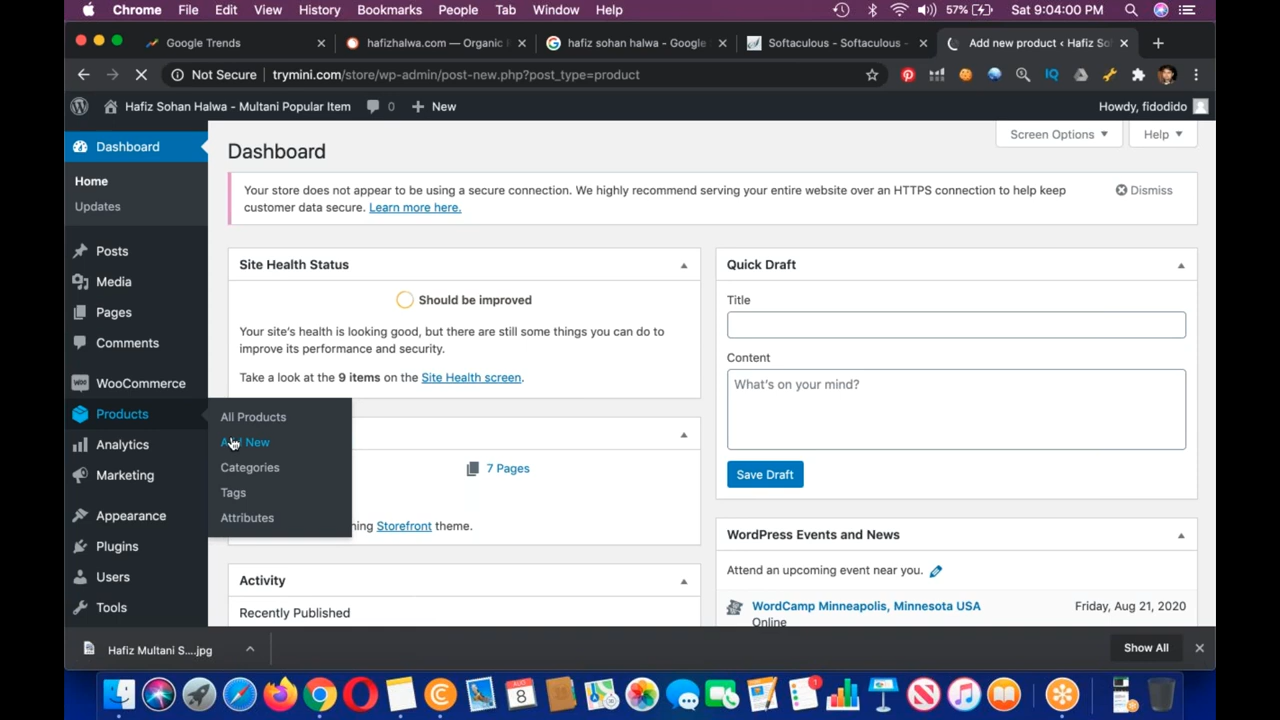 Chrome File Edit View History Bookmarks People Tab Window Help 57% Sat 9:04:00 PM
Google Trends hafizhalwa.com — Organic F hafiz sohan halwa - Google Softaculous - Softaculous - Add new product ‹ Hafiz So
Not Secure trymini.com/store/wp-admin/post-new.php?post_type=product IQ
Hafiz Sohan Halwa - Multani Popular Item 0 New Howdy, fidodido
Dashboard
Home
Updates
Posts
Media
Pages
Comments
WooCommerce
Products
Analytics
Marketing
Appearance
Plugins
Users
Tools
All Products
Add New
Categories
Tags
Attributes
Screen Options Help
Dashboard
Your store does not appear to be using a secure connection. We highly recommend serving your entire website over an HTTPS connection to help keep
customer data secure. Learn more here.
Dismiss
Site Health Status
Should be improved
Your site's health is looking good, but there are still some things you can do to
improve its performance and security.
Take a look at the 9 items on the Site Health screen.
7 Pages
Storefront theme.
Activity
Recently Published
Quick Draft
Title
Content
What's on your mind?
Save Draft
WordPress Events and News
Attend an upcoming event near you.
WordCamp Minneapolis, Minnesota USA Friday, Aug 21, 2020
Online
Hafiz Multani S....jpg Show All
AUG
8
1